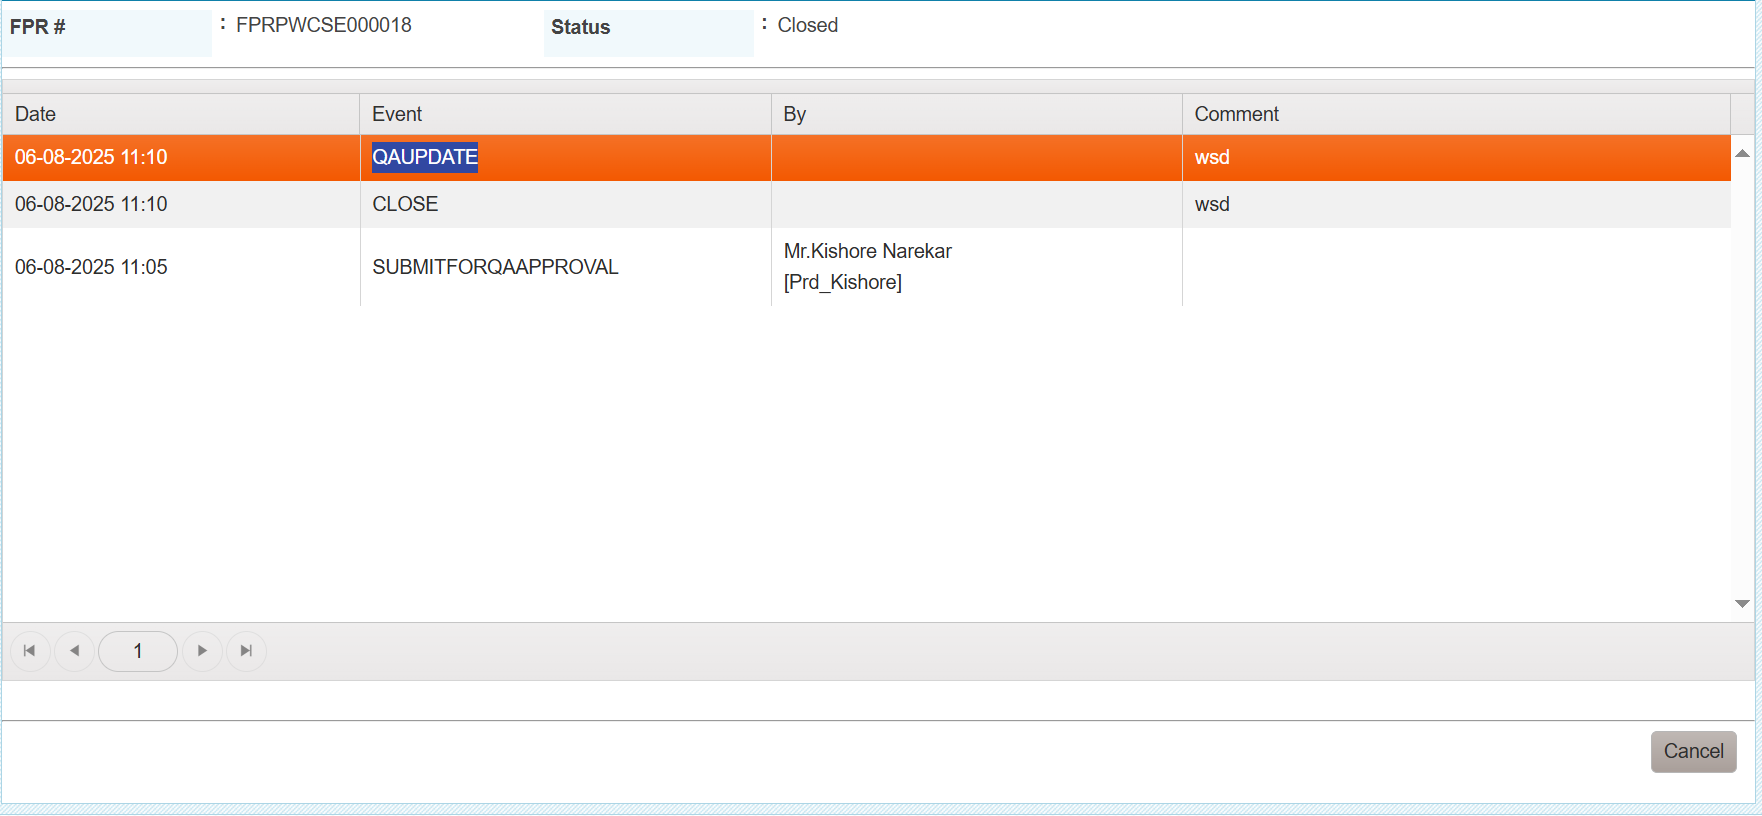 FPR # : FPRPWCSE000018 Status : Closed
Date Event By Comment
06-08-2025 11:10 QAUPDATE wsd
06-08-2025 11:10 CLOSE wsd
06-08-2025 11:05 SUBMITFORQAAPPROVAL Mr.Kishore Narekar
[Prd_Kishore]
1
Cancel